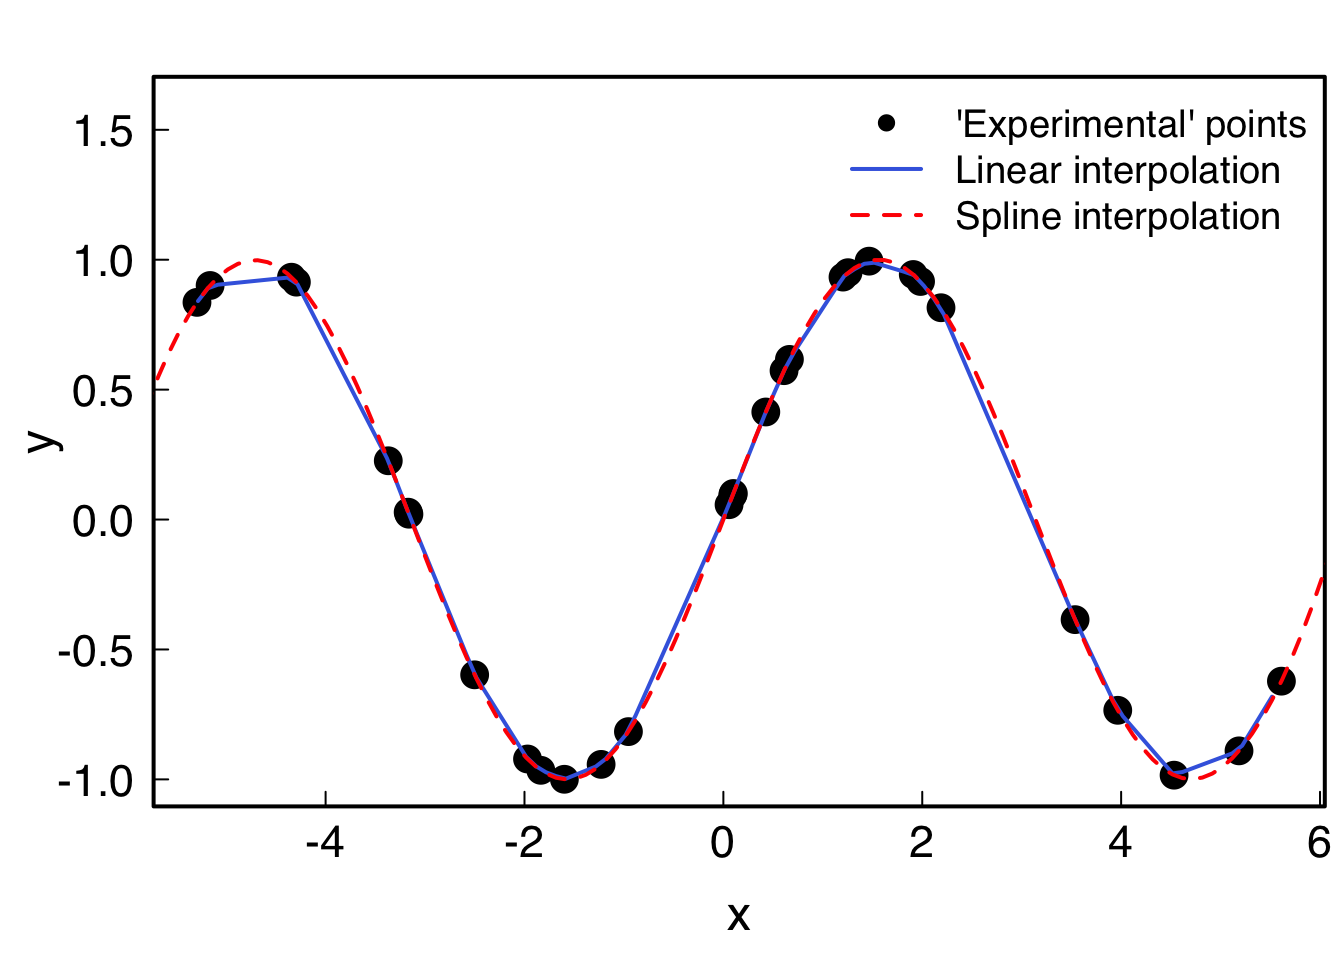 1.5
1.0
0.5
0.0
-0.5
-1.0
y
'Experimental' points
Linear interpolation
Spline interpolation
-4 -2 0 2 4 6
x